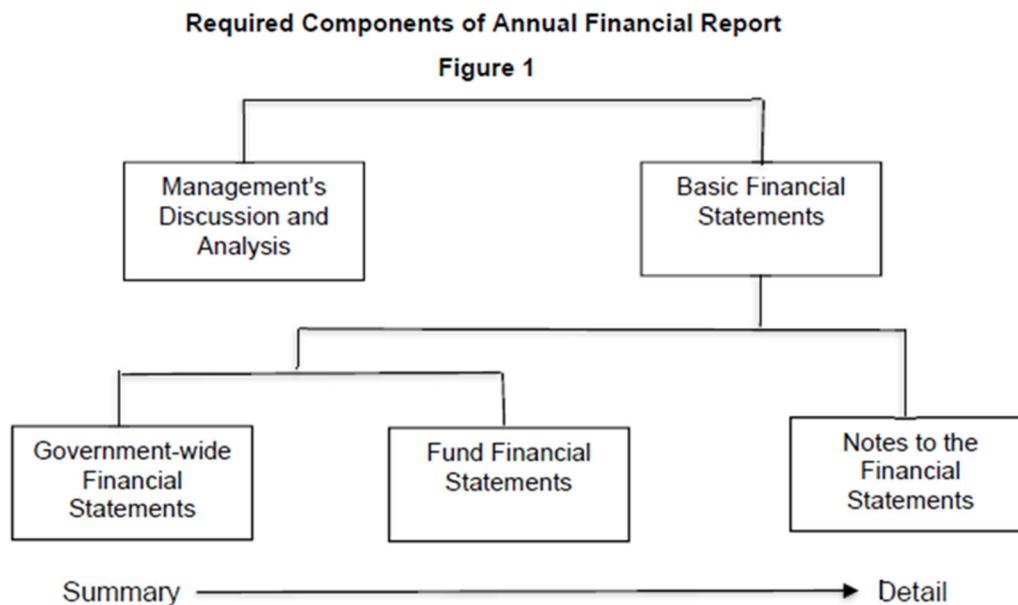 Required Components of Annual Financial Report
Figure 1
Management’s
Discussion and
Analysis
Basic Financial
Statements
Government-wide
Financial
Statements
Fund Financial
Statements
Notes to the
Financial
Statements
Summary
Detail